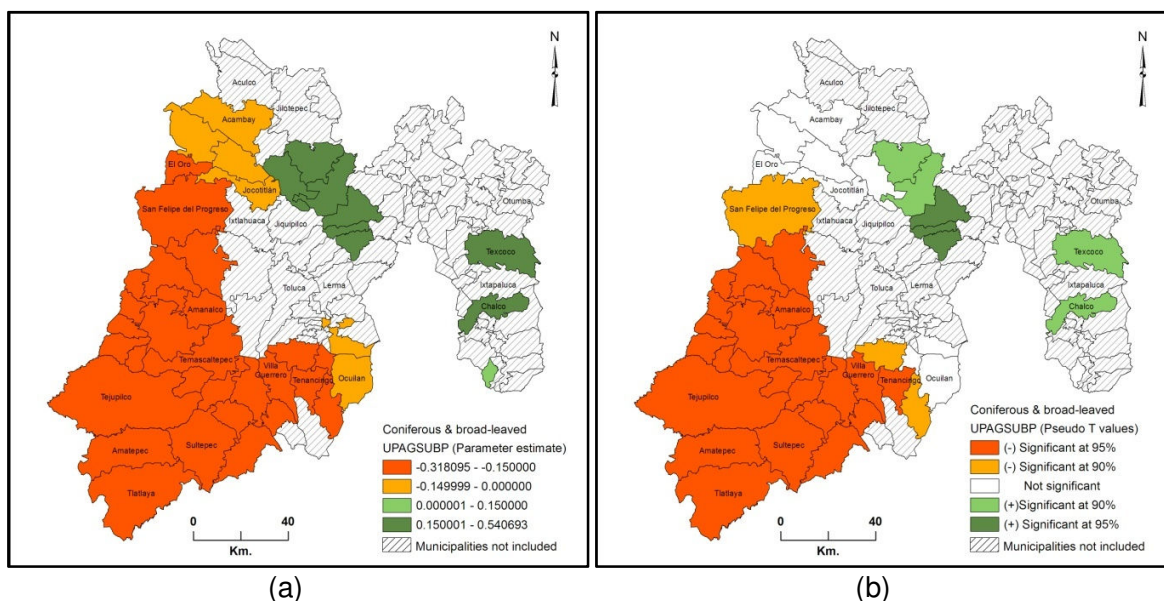 N
Aculco
Jilotepec
Acambay
El Oro
Jocotitlán
San Felipe del Progreso
Ixtlahuaca
Jiquipilco
Otumba
Texcoco
Ixtapaluca
Toluca
Lerma
Chalco
Amanalco
Temascaltepec
Villa
Guerrero
Tenancingo
Ocuilan
Tejupilco
Sultepec
Amatepec
Tlatlaya
Coniferous & broad-leaved
UPAGSUBP (Parameter estimate)
-0.318095 - -0.150000
-0.149999 - 0.000000
0.000001 - 0.150000
0.150001 - 0.540693
Municipalities not included
0 40
Km.
(a)
N
Aculco
Jilotepec
Acambay
El Oro
Jocotitlán
San Felipe del Progreso
Ixtlahuaca
Jiquipilco
Otumba
Texcoco
Ixtapaluca
Toluca
Lerma
Chalco
Amanalco
Temascaltepec
Villa
Guerrero
Tenancingo
Ocuilan
Tejupilco
Sultepec
Amatepec
Tlatlaya
Coniferous & broad-leaved
UPAGSUBP (Pseudo T values)
(-) Significant at 95%
(-) Significant at 90%
Not significant
(+)Significant at 90%
(+) Significant at 95%
Municipalities not included
0 40
Km.
(b)